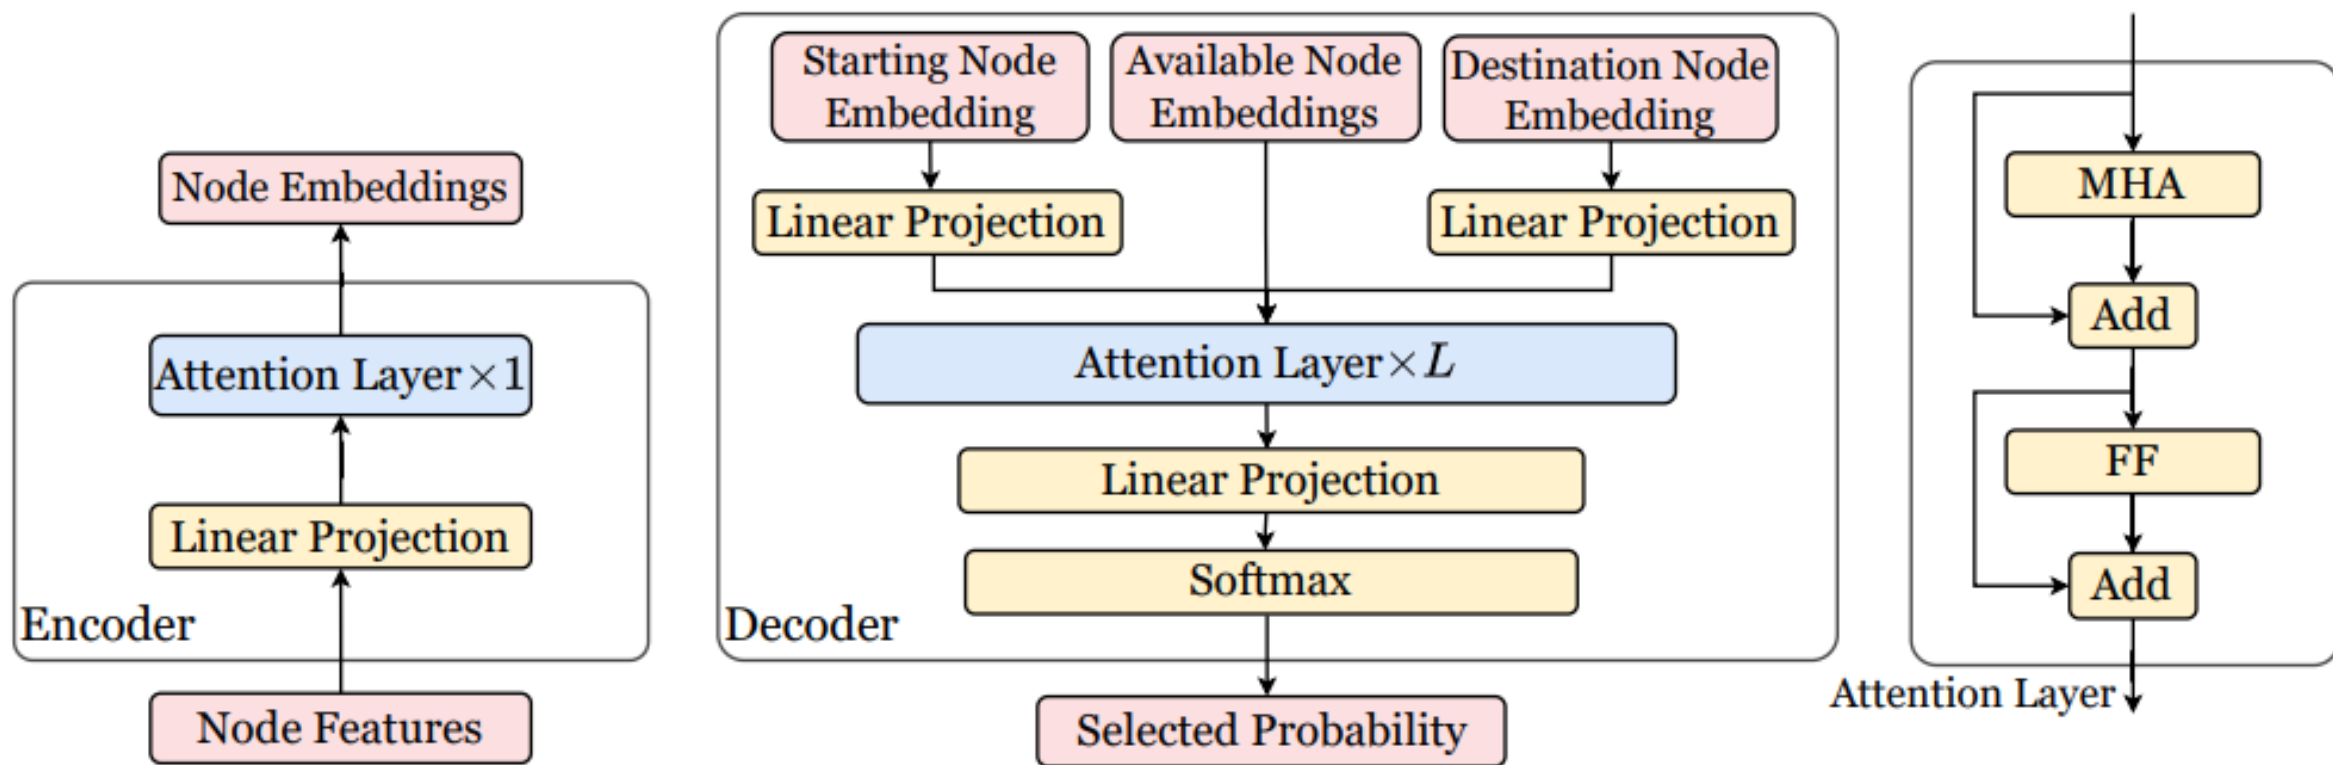 Node Embeddings
Attention Layer×1
Linear Projection
Encoder
Node Features
Starting Node
Embedding
Available Node
Embeddings
Destination Node
Embedding
Linear Projection
Linear Projection
Attention Layer×L
Linear Projection
Softmax
Decoder
Selected Probability
MHA
Add
FF
Add
Attention Layer